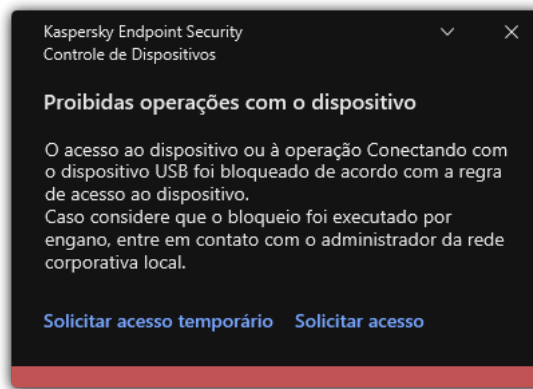 Kaspersky Endpoint Security
Controle de Dispositivos
Proibidas operações com o dispositivo
O acesso ao dispositivo ou à operação Conectando com
o dispositivo USB foi bloqueado de acordo com a regra
de acesso ao dispositivo.
Caso considere que o bloqueio foi executado por
engano, entre em contato com o administrador da rede
corporativa local.
Solicitar acesso temporário Solicitar acesso